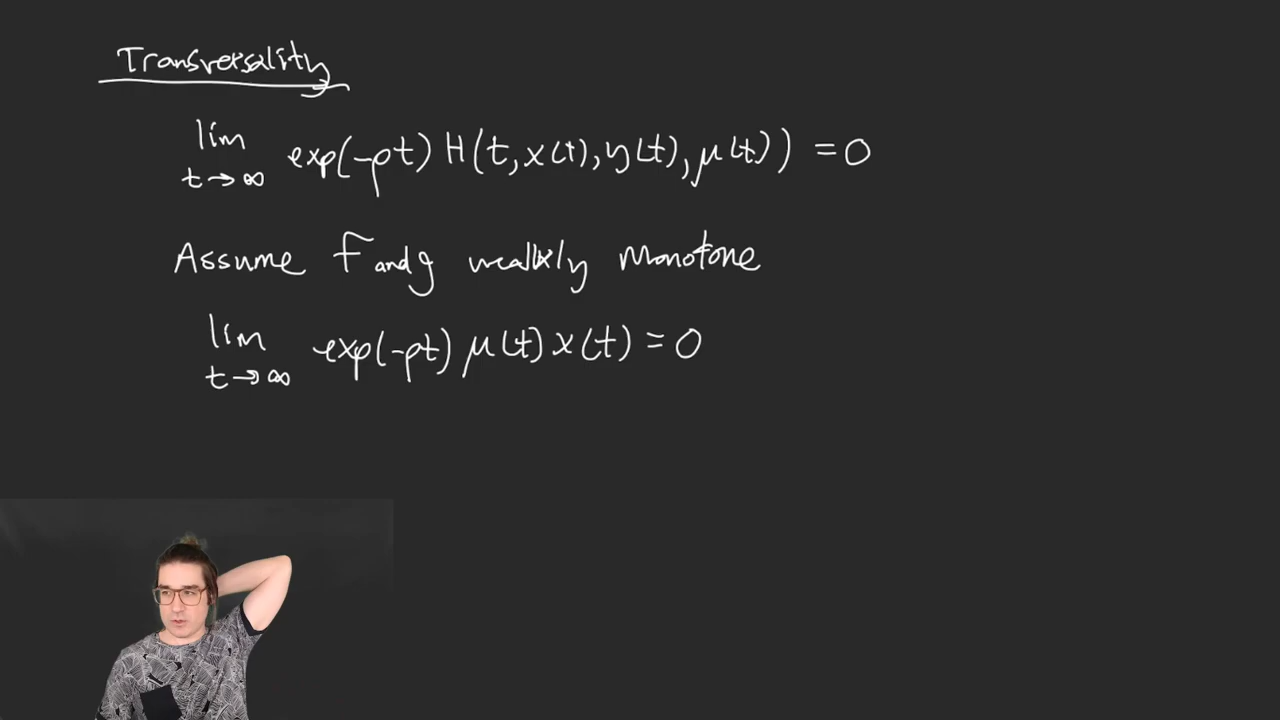 Transversality
lim t→∞ exp(-ρt) H(t, x(t), y(t), μ(t)) = 0
Assume f and g weakly monotone
lim t→∞ exp(-ρt) μ(t) x(t) = 0